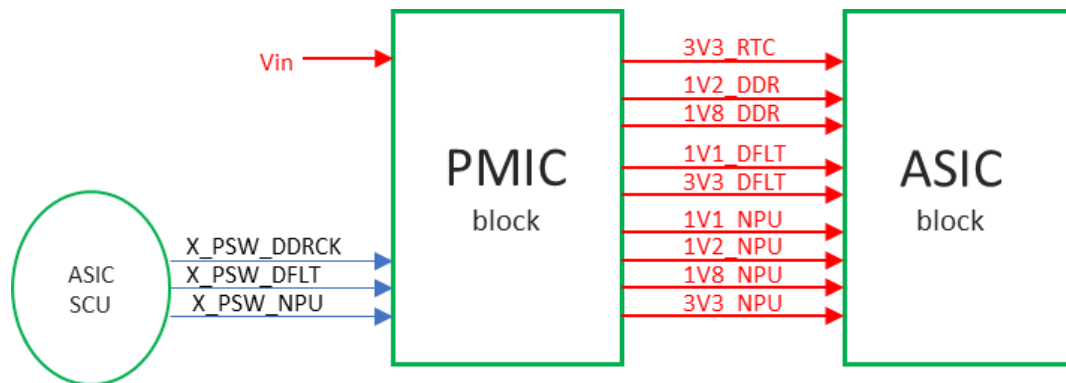 Vin
PMIC
block
3V3_RTC
1V2_DDR
1V8_DDR
1V1_DFLT
3V3_DFLT
1V1_NPU
1V2_NPU
1V8_NPU
3V3_NPU
ASIC
block
ASIC
SCU
X_PSW_DDRCK
X_PSW_DFLT
X_PSW_NPU